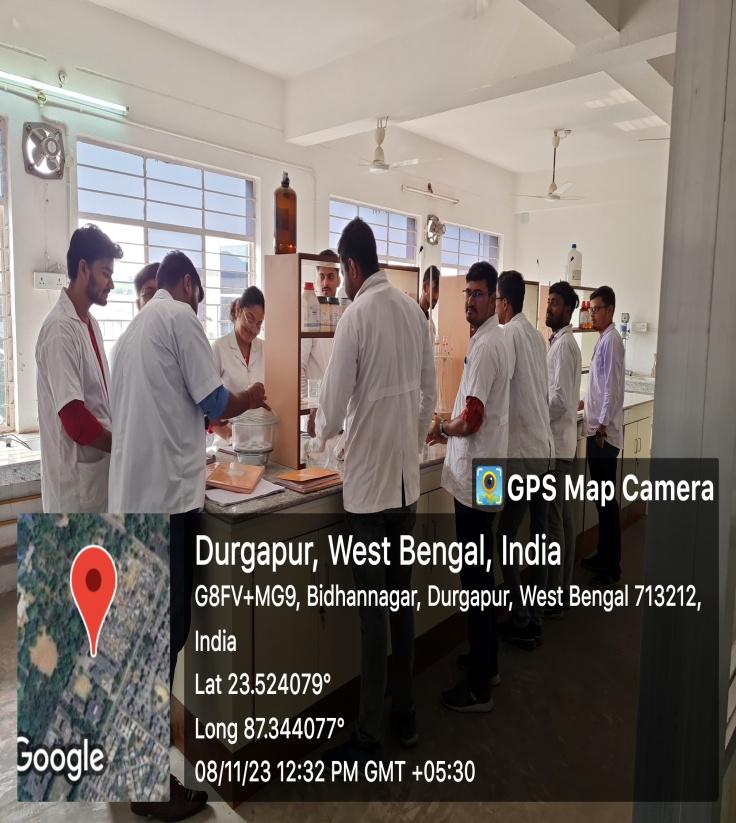 GPS Map Camera
Durgapur, West Bengal, India
G8FV+MG9, Bidhannagar, Durgapur, West Bengal 713212,
India
Lat 23.524079°
Long 87.344077°
08/11/23 12:32 PM GMT +05:30
Google